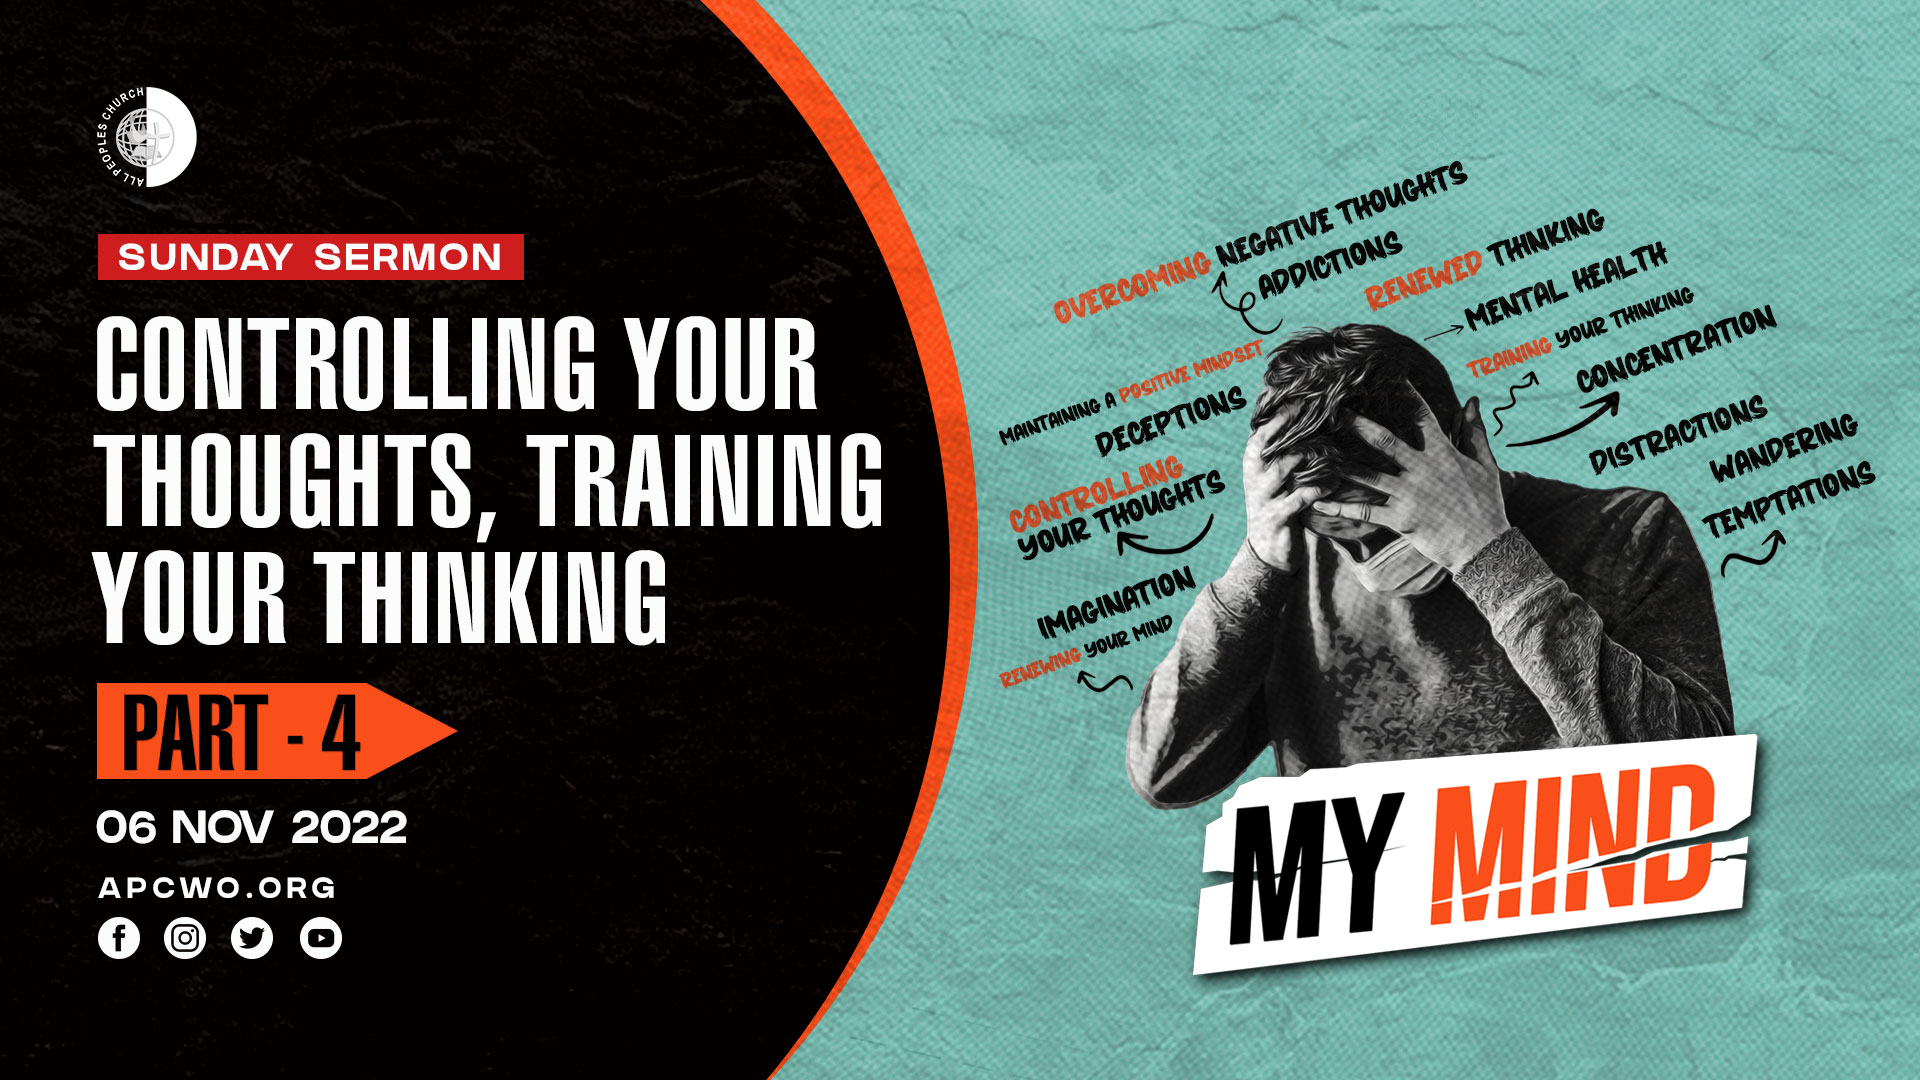 ALL PEOPLES CHURCH
SUNDAY SERMON
CONTROLLING YOUR
THOUGHTS, TRAINING
YOUR THINKING
PART - 4
06 NOV 2022
APCWO.ORG
OVERCOMING NEGATIVE THOUGHTS
ADDICTIONS
RENEWED THINKING
MENTAL HEALTH
TRAINING YOUR THINKING
CONCENTRATION
MAINTAINING A POSITIVE MINDSET
DECEPTIONS
CONTROLLING
YOUR THOUGHTS
DISTRACTIONS
WANDERING
TEMPTATIONS
IMAGINATION
RENEWING YOUR MIND
MY MIND